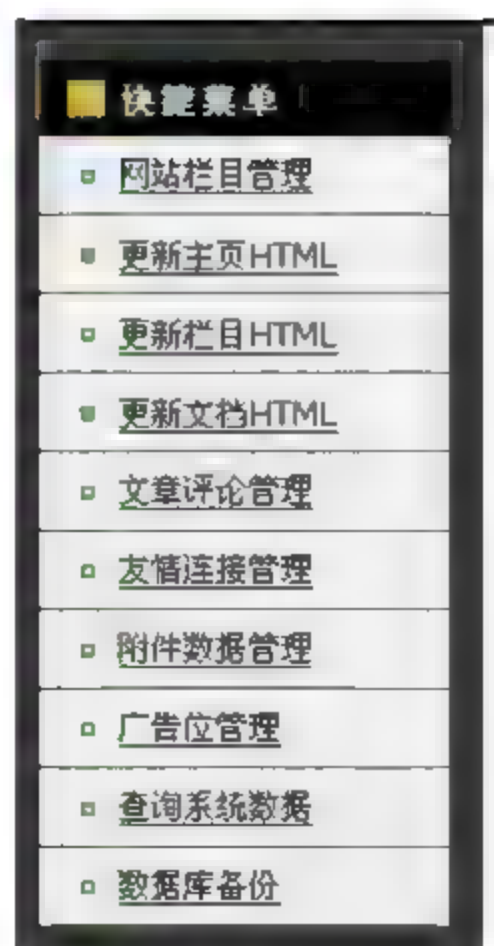 快捷菜单
网站栏目管理
更新主页HTML
更新栏目HTML
更新文档HTML
文章评论管理
友情连接管理
附件数据管理
广告位管理
查询系统数据
数据库备份